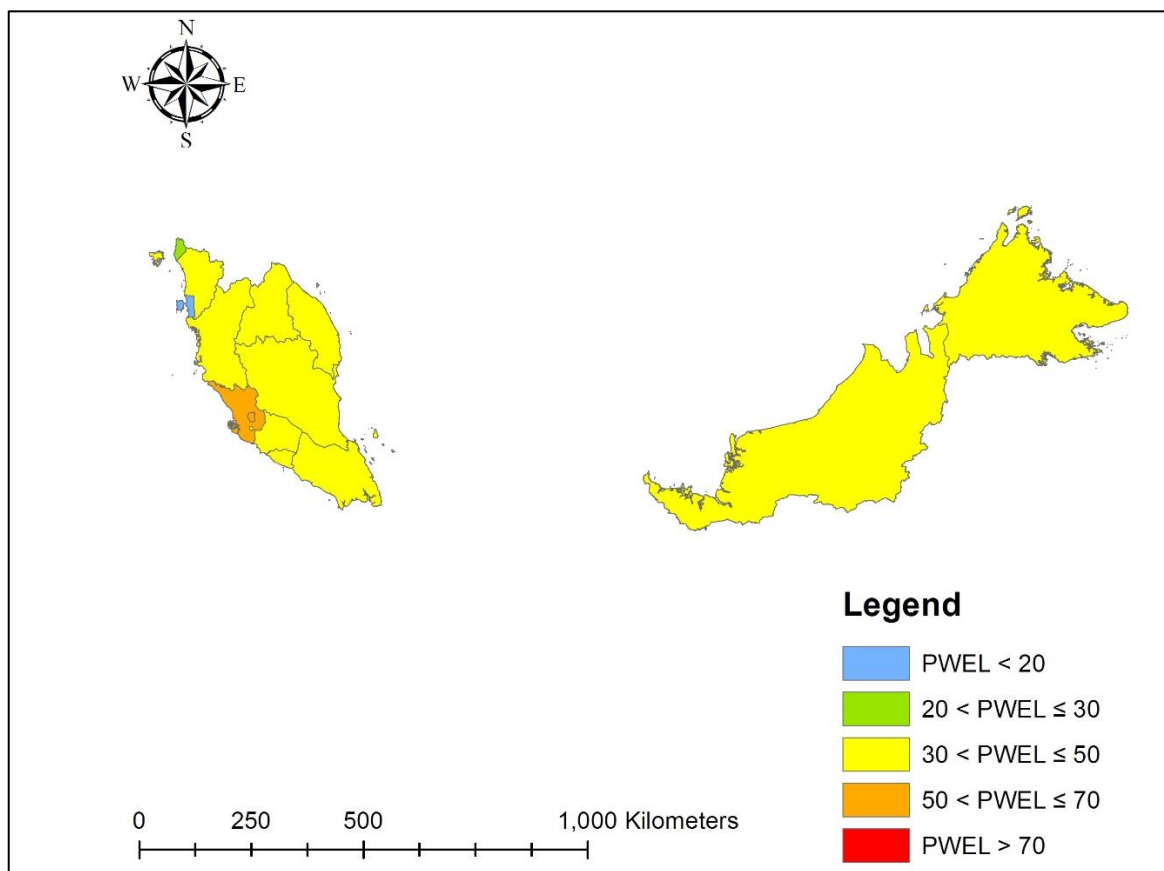 N
W E
S
Legend
PWEL < 20
20 < PWEL ≤ 30
30 < PWEL ≤ 50
50 < PWEL ≤ 70
PWEL > 70
0 250 500 1,000 Kilometers